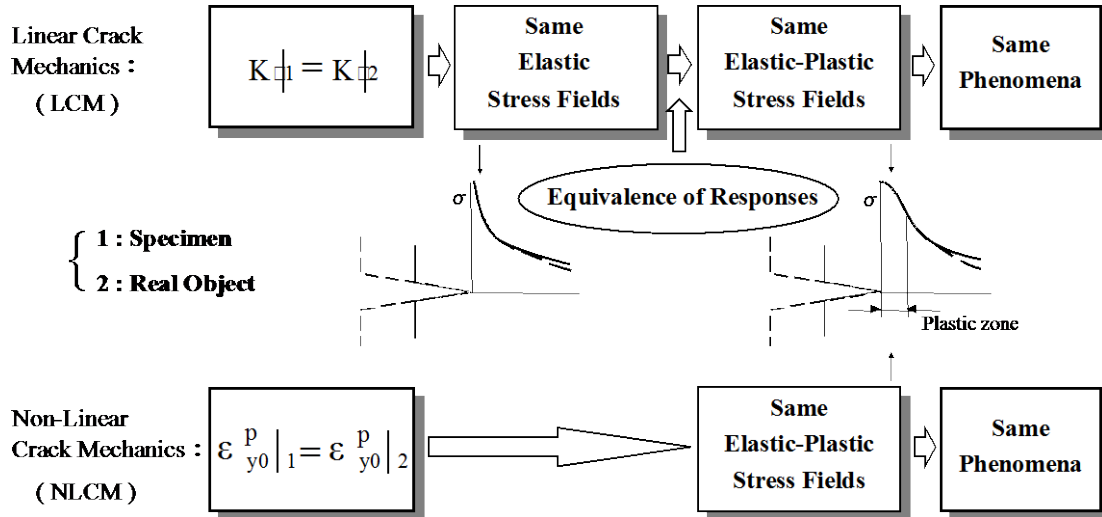 Linear Crack
Mechanics :
( LCM )
K □|1 = K □|2
Same
Elastic
Stress Fields
Same
Elastic-Plastic
Stress Fields
Same
Phenomena
Equivalence of Responses
σ
σ
{ 1 : Specimen
2 : Real Object
Plastic zone
Non-Linear
Crack Mechanics :
( NLCM )
ε p y0 | 1 = ε p y0 | 2
Same
Elastic-Plastic
Stress Fields
Same
Phenomena